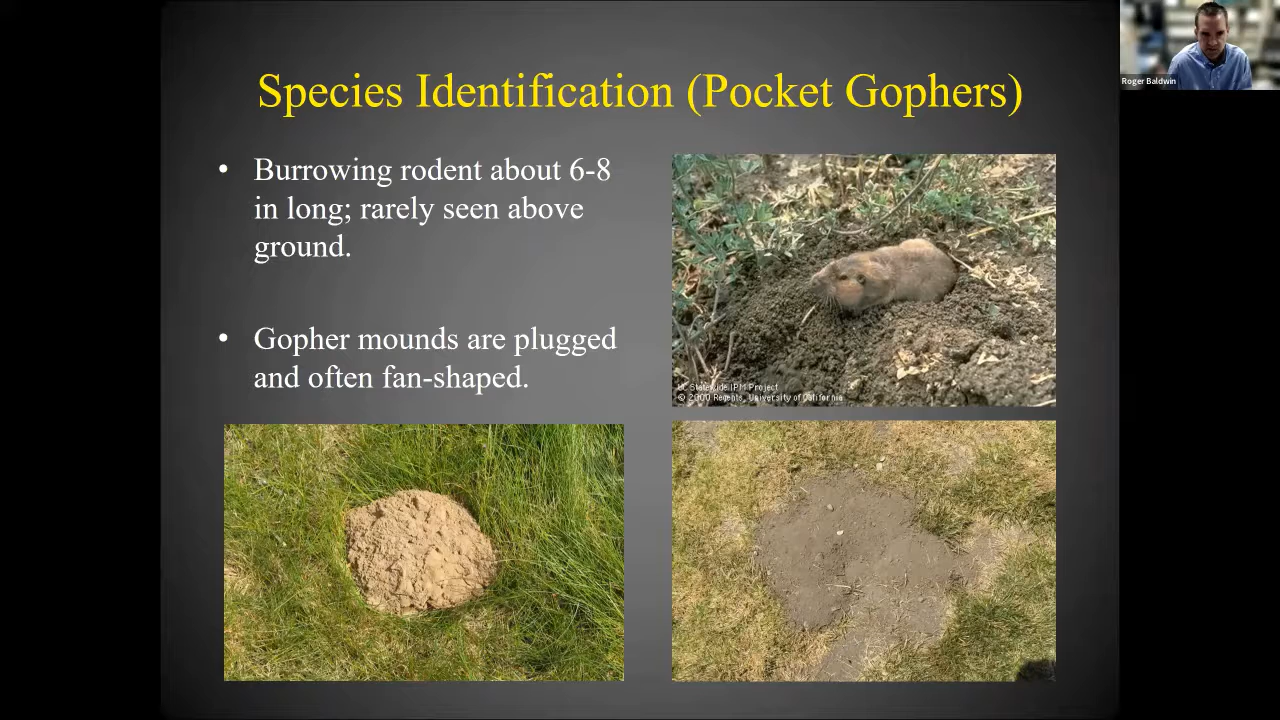 Roger Baldwin
Species Identification (Pocket Gophers)
• Burrowing rodent about 6-8
in long; rarely seen above
ground.
• Gopher mounds are plugged
and often fan-shaped.
UC Statewide IPM Project
© 2000 Regents, University of California